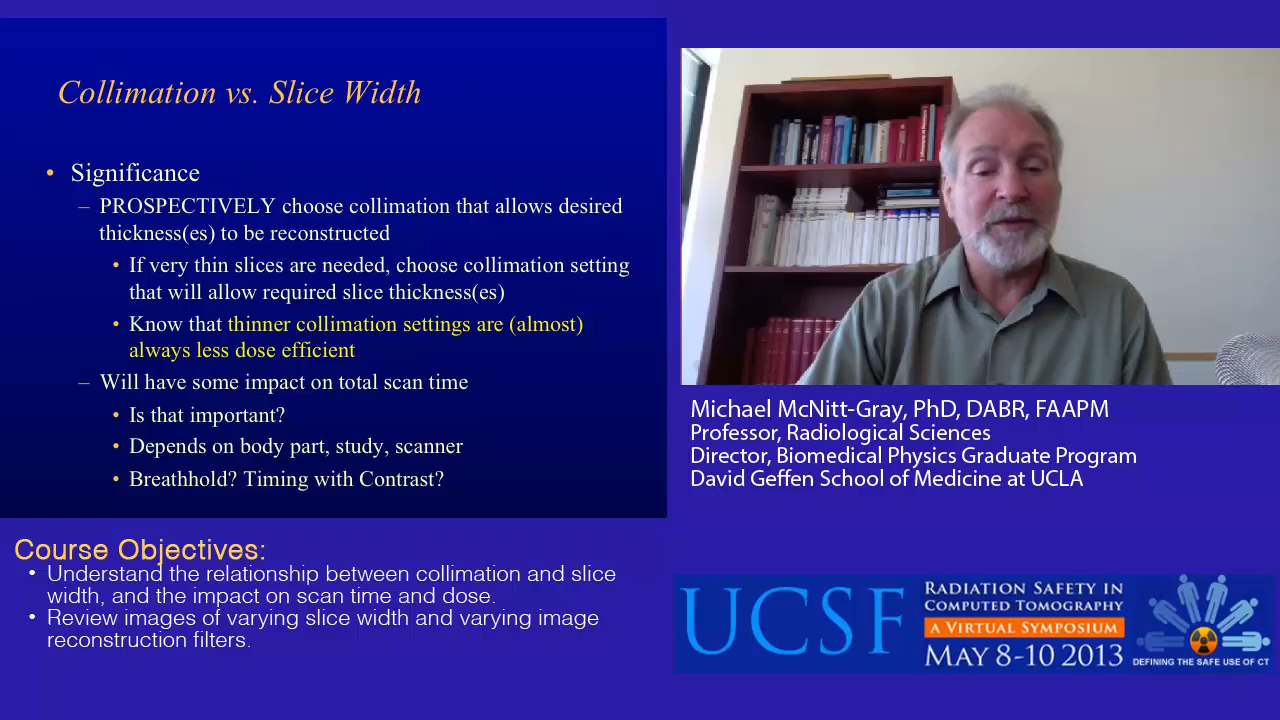 Collimation vs. Slice Width
• Significance
– PROSPECTIVELY choose collimation that allows desired
thickness(es) to be reconstructed
• If very thin slices are needed, choose collimation setting
that will allow required slice thickness(es)
• Know that thinner collimation settings are (almost)
always less dose efficient
– Will have some impact on total scan time
• Is that important?
• Depends on body part, study, scanner
• Breathhold? Timing with Contrast?
Michael McNitt-Gray, PhD, DABR, FAAPM
Professor, Radiological Sciences
Director, Biomedical Physics Graduate Program
David Geffen School of Medicine at UCLA
Course Objectives:
• Understand the relationship between collimation and slice
width, and the impact on scan time and dose.
• Review images of varying slice width and varying image
reconstruction filters.
UCSF
RADIATION SAFETY IN
COMPUTED TOMOGRAPHY
A VIRTUAL SYMPOSIUM
MAY 8-10 2013
DEFINING THE SAFE USE OF CT